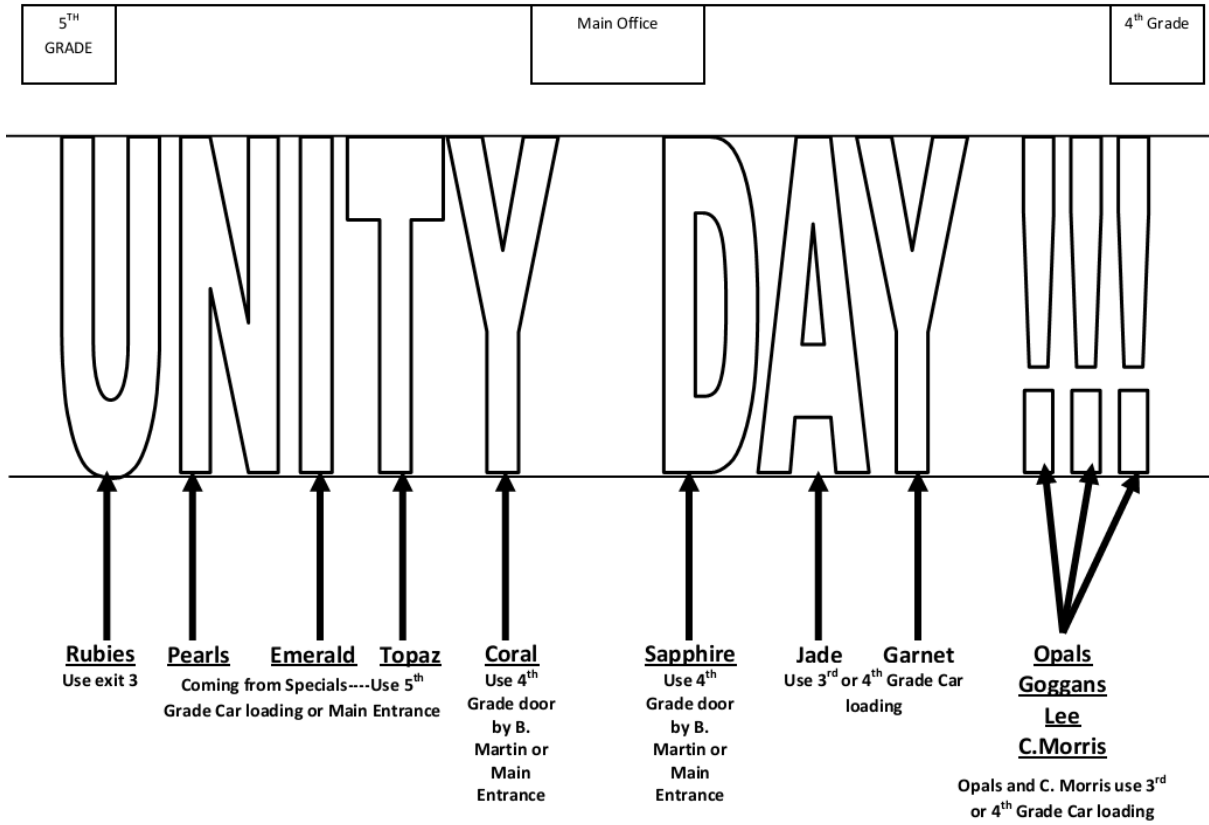 5TH
GRADE
Main Office
4th Grade
UNITY DAY!!!
Rubies
Use exit 3
Pearls Emerald Topaz
Coming from Specials----Use 5th
Grade Car loading or Main Entrance
Coral
Use 4th
Grade door
by B.
Martin or
Main
Entrance
Sapphire
Use 4th
Grade door
by B.
Martin or
Main
Entrance
Jade Garnet
Use 3rd or 4th Grade Car
loading
Opals
Goggans
Lee
C.Morris
Opals and C. Morris use 3rd
or 4th Grade Car loading